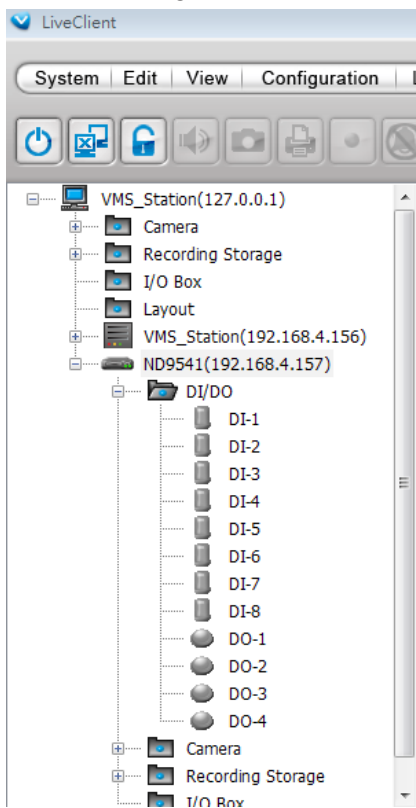 LiveClient
System Edit View Configuration
VMS_Station(127.0.0.1)
Camera
Recording Storage
I/O Box
Layout
VMS_Station(192.168.4.156)
ND9541(192.168.4.157)
DI/DO
DI-1
DI-2
DI-3
DI-4
DI-5
DI-6
DI-7
DI-8
DO-1
DO-2
DO-3
DO-4
Camera
Recording Storage
I/O Box